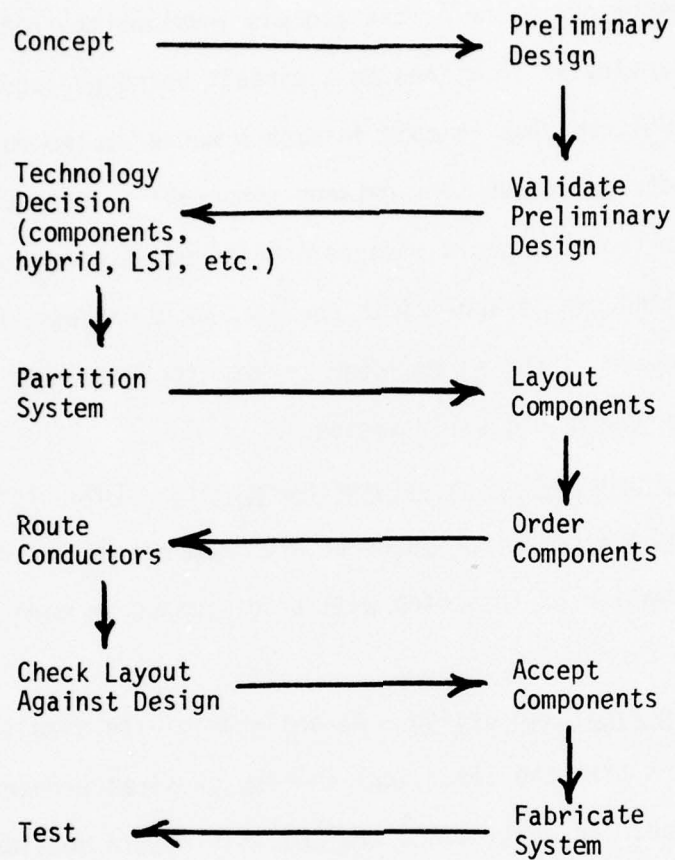 Concept
Preliminary
Design
Validate
Preliminary
Design
Technology
Decision
(components,
hybrid, LST, etc.)
Partition
System
Layout
Components
Order
Components
Route
Conductors
Check Layout
Against Design
Accept
Components
Fabricate
System
Test